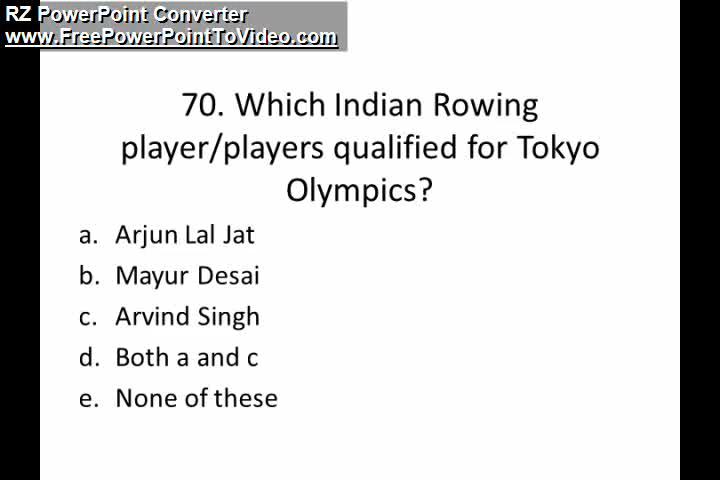 RZ PowerPoint Converter
www.FreePowerPointToVideo.com
70. Which Indian Rowing
player/players qualified for Tokyo
Olympics?
a. Arjun Lal Jat
b. Mayur Desai
c. Arvind Singh
d. Both a and c
e. None of these